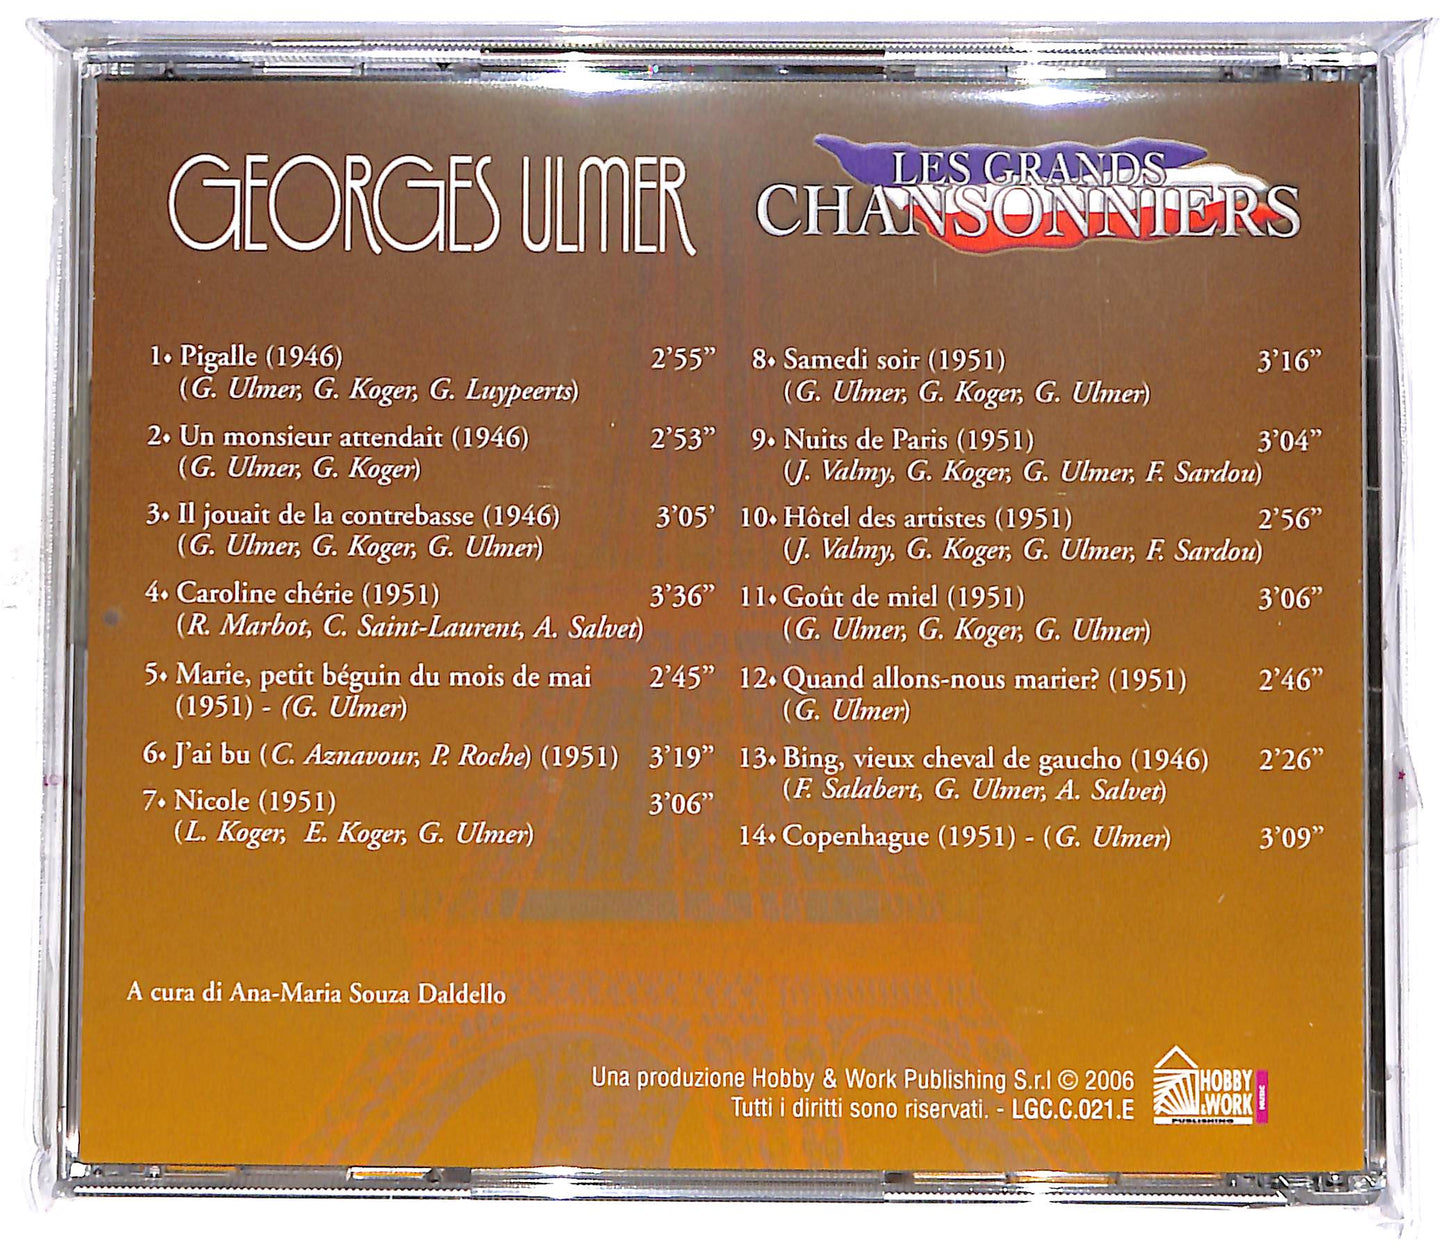 GEORGES ULMER
LES GRANDS
CHANSONNIERS
1♦ Pigalle (1946) 2’55”
(G. Ulmer, G. Koger, G. Luypeerts)
2♦ Un monsieur attendait (1946) 2’53”
(G. Ulmer, G. Koger)
3♦ Il jouait de la contrebasse (1946) 3’05’
(G. Ulmer, G. Koger, G. Ulmer)
4♦ Caroline chérie (1951) 3’36”
(R. Marbot, C. Saint-Laurent, A. Salvet)
5♦ Marie, petit béguin du mois de mai 2’45”
(1951) - (G. Ulmer)
6♦ J’ai bu (C. Aznavour, P. Roche) (1951) 3’19”
7♦ Nicole (1951) 3’06”
(L. Koger, E. Koger, G. Ulmer)
8♦ Samedi soir (1951) 3’16”
(G. Ulmer, G. Koger, G. Ulmer)
9♦ Nuits de Paris (1951) 3’04”
(J. Valmy, G. Koger, G. Ulmer, F. Sardou)
10♦ Hôtel des artistes (1951) 2’56”
(J. Valmy, G. Koger, G. Ulmer, F. Sardou)
11♦ Goût de miel (1951) 3’06”
(G. Ulmer, G. Koger, G. Ulmer)
12♦ Quand allons-nous marier? (1951) 2’46”
(G. Ulmer)
13♦ Bing, vieux cheval de gaucho (1946) 2’26”
(F. Salabert, G. Ulmer, A. Salvet)
14♦ Copenhague (1951) - (G. Ulmer) 3’09”
A cura di Ana-Maria Souza Daldello
Una produzione Hobby & Work Publishing S.r.l © 2006
Tutti i diritti sono riservati. - LGC.C.021.E
HOBBY
& WORK
PUBLISHING
MUSIC